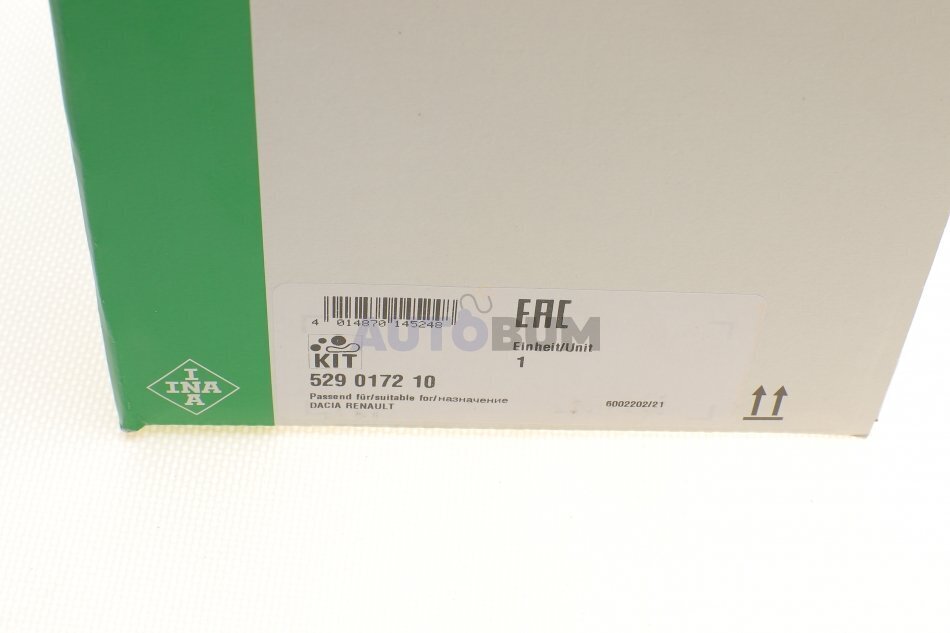 4 014870 145248
EAC
AUTOBUM
KIT
Einheit/Unit
1
529 0172 10
Passend für/suitable for/назначение
DACIA RENAULT
6002202/21
I
INA
A